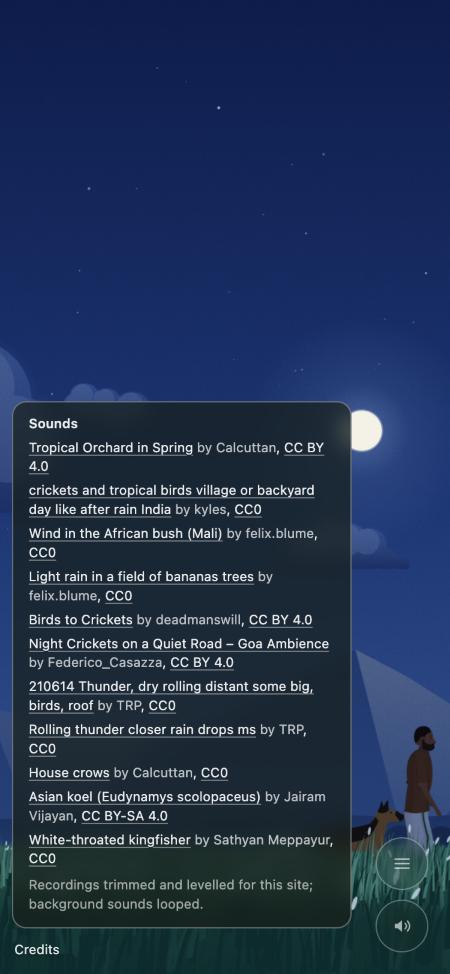 Sounds
Tropical Orchard in Spring by Calcuttan, CC BY
4.0
crickets and tropical birds village or backyard
day like after rain India by kyles, CC0
Wind in the African bush (Mali) by felix.blume,
CC0
Light rain in a field of bananas trees by
felix.blume, CC0
Birds to Crickets by deadmanswill, CC BY 4.0
Night Crickets on a Quiet Road – Goa Ambience
by Federico_Casazza, CC BY 4.0
210614 Thunder, dry rolling distant some big,
birds, roof by TRP, CC0
Rolling thunder closer rain drops ms by TRP,
CC0
House crows by Calcuttan, CC0
Asian koel (Eudynamys scolopaceus) by Jairam
Vijayan, CC BY-SA 4.0
White-throated kingfisher by Sathyan Meppayur,
CC0
Recordings trimmed and levelled for this site;
background sounds looped.
Credits